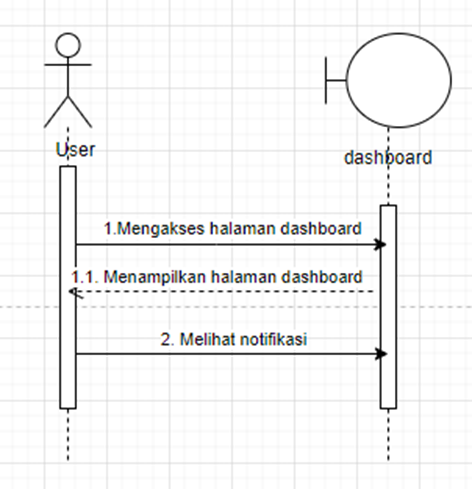 User
dashboard
1.Mengakses halaman dashboard
1.1. Menampilkan halaman dashboard
2. Melihat notifikasi